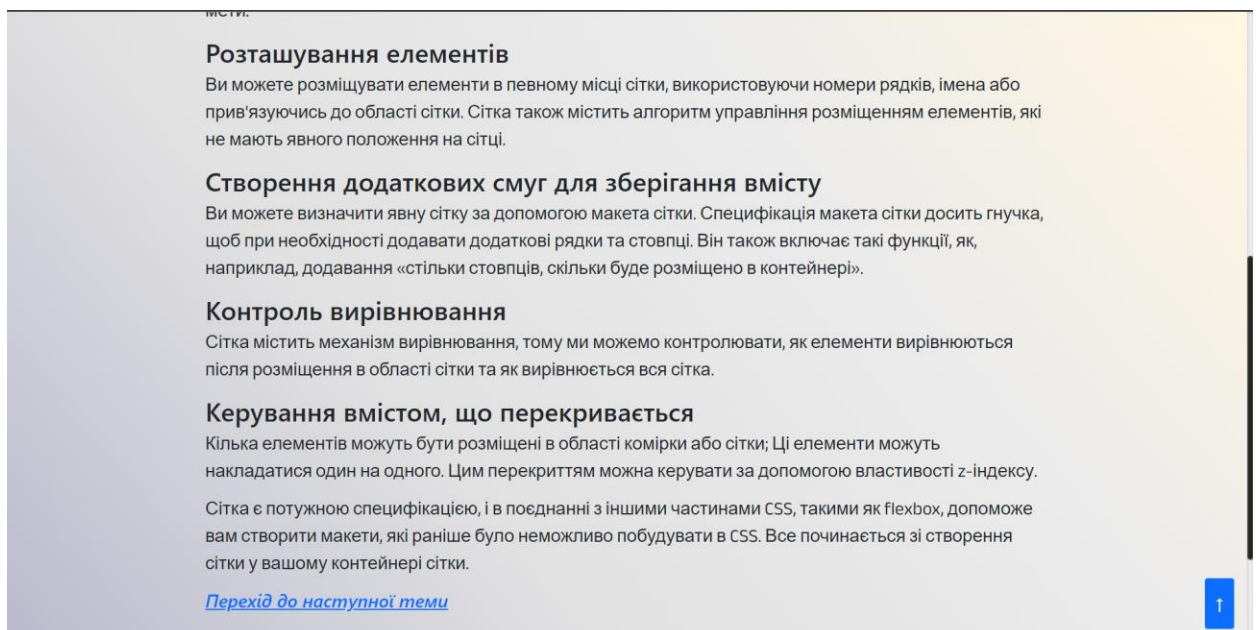 Розташування елементів
Ви можете розміщувати елементи в певному місці сітки, використовуючи номери рядків, імена або
прив'язуючись до області сітки. Сітка також містить алгоритм управління розміщенням елементів, які
не мають явного положення на сітці.
Створення додаткових смуг для зберігання вмісту
Ви можете визначити явну сітку за допомогою макета сітки. Специфікація макета сітки досить гнучка,
щоб при необхідності додавати додаткові рядки та стовпці. Він також включає такі функції, як,
наприклад, додавання «стільки стовпців, скільки буде розміщено в контейнері».
Контроль вирівнювання
Сітка містить механізм вирівнювання, тому ми можемо контролювати, як елементи вирівнюються
після розміщення в області сітки та як вирівнюється вся сітка.
Керування вмістом, що перекривається
Кілька елементів можуть бути розміщені в області комірки або сітки; Ці елементи можуть
накладатися один на одного. Цим перекриттям можна керувати за допомогою властивості z-індексу.
Сітка є потужною специфікацією, і в поєднанні з іншими частинами CSS, такими як flexbox, допоможе
вам створити макети, які раніше було неможливо побудувати в CSS. Все починається зі створення
сітки у вашому контейнері сітки.
Перехід до наступної теми
↑